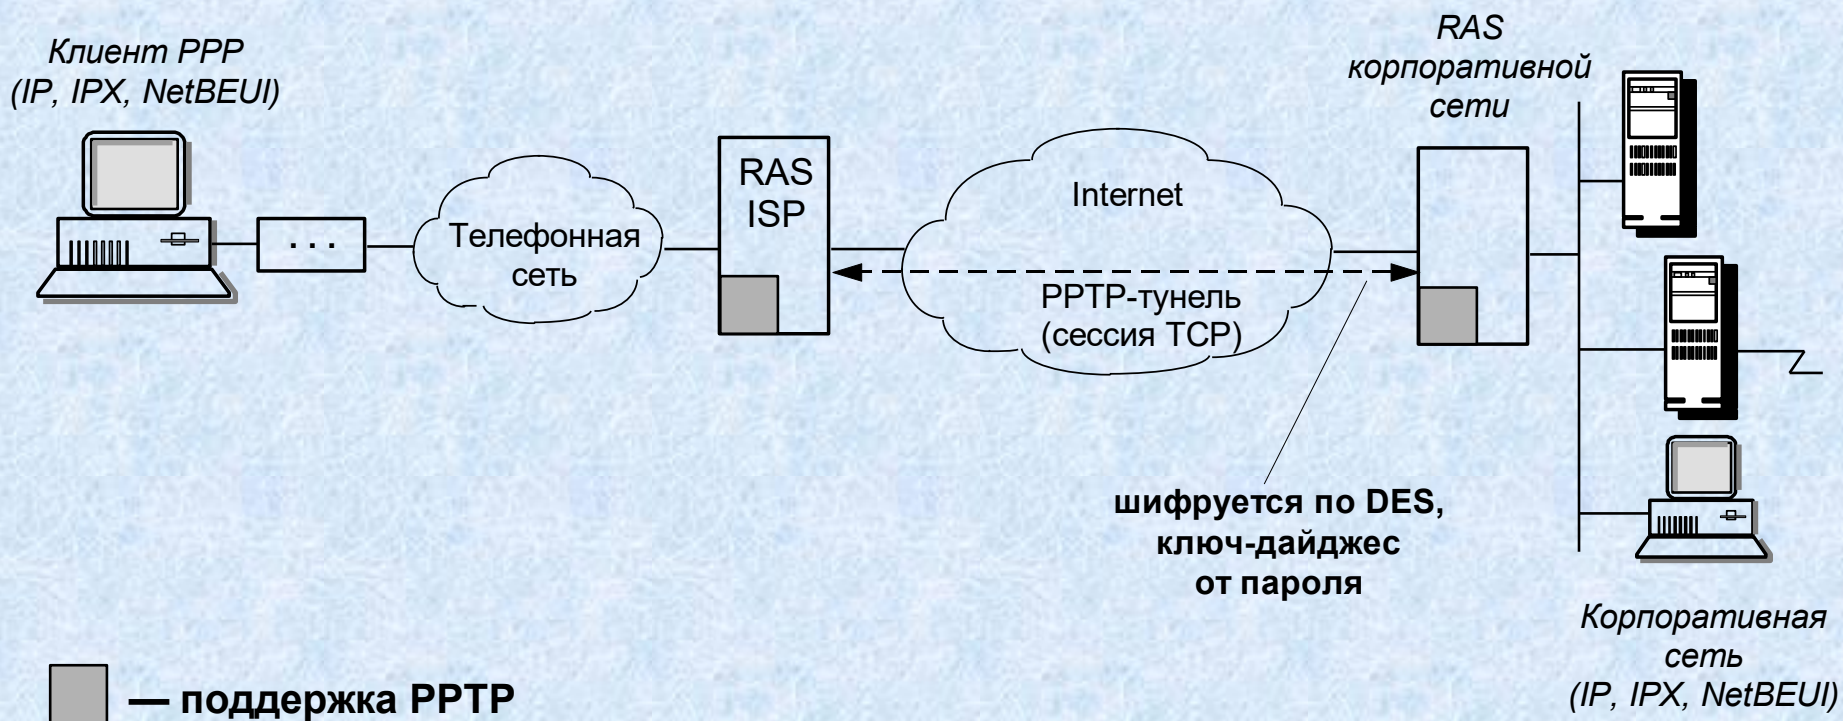 Клиент PPP
(IP, IPX, NetBEUI)
RAS
корпоративной
сети
RAS
ISP
Internet
. . .
Телефонная
сеть
PPTP-тунель
(сессия TCP)
шифруется по DES,
ключ-дайджес
от пароля
Корпоративная
сеть
(IP, IPX, NetBEUI)
— поддержка PPTP